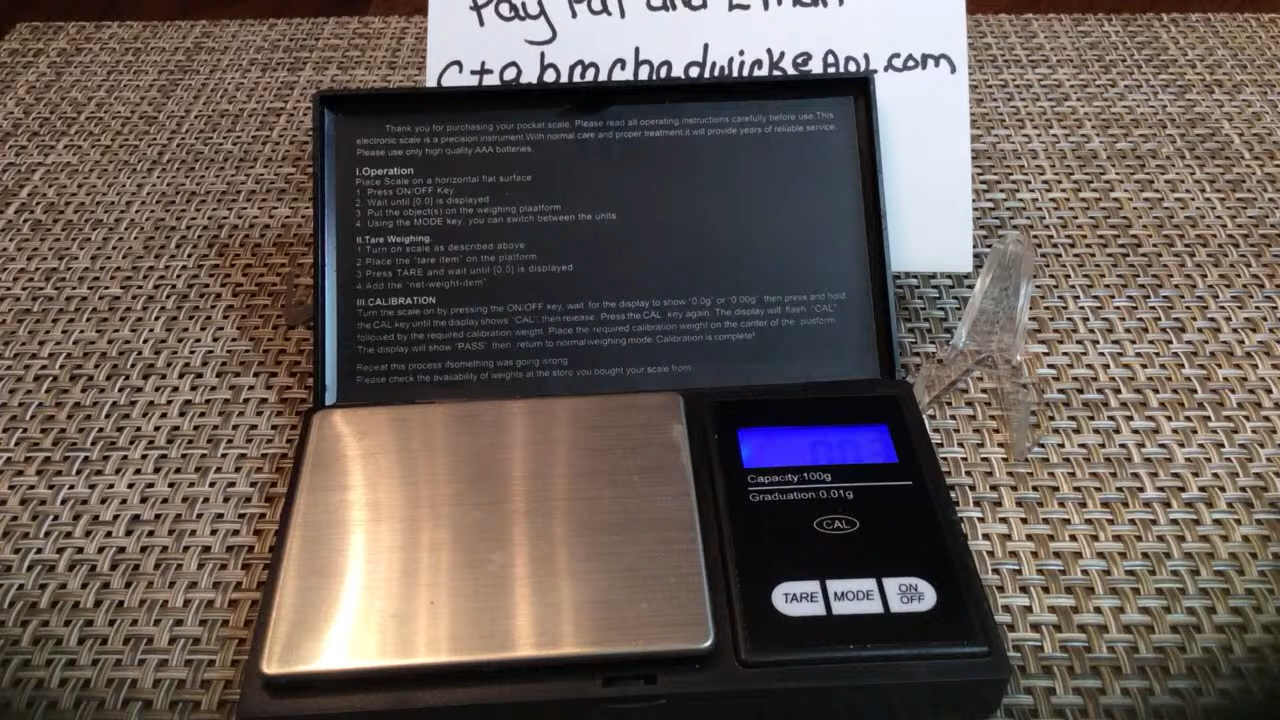 Pay Pal and Email
ctabmchadwick@AOL.com
Thank you for purchasing your pocket scale. Please read all operating instructions carefully before use.This
electronic scale is a precision instrument.With normal care and proper treatment,it will provide years of reliable service.
Please use only high quality AAA batteries.
I.Operation
Place Scale on a horizontal flat surface
1. Press ON/OFF Key.
2. Wait until [0.0] is displayed
3. Put the object(s) on the weighing plaatform
4. Using the MODE key, you can switch between the units
II.Tare Weighing.
1 Turn on scale as described above
2 Place the "tare item" on the platform
3 Press TARE and wait until [0.0] is displayed
4 Add the "net-weight-item"
III.CALIBRATION
Turn the scale on by pressing the ON/OFF key, wait for the display to show "0.0g" or "0.00g" then press and hold
the CAL key until the display shows "CAL", then release. Press the CAL key again. The display will flash "CAL"
followed by the required calibration weight. Place the required calibration weight on the canter of the platform.
The display will show "PASS" then return to normal weighing mode. Calibration is complete!
Repeat this process ifsomething was going wrong
Please check the availability of weights at the store you bought your scale from.
Capacity:100g
Graduation:0.01g
CAL
TARE MODE ON/OFF